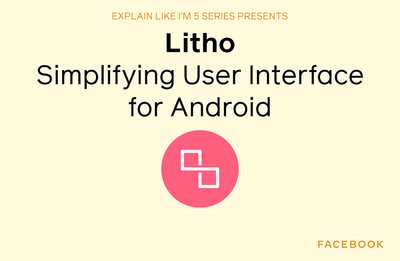 EXPLAIN LIKE I'M 5 SERIES PRESENTS
Litho
Simplifying User Interface
for Android
FACEBOOK